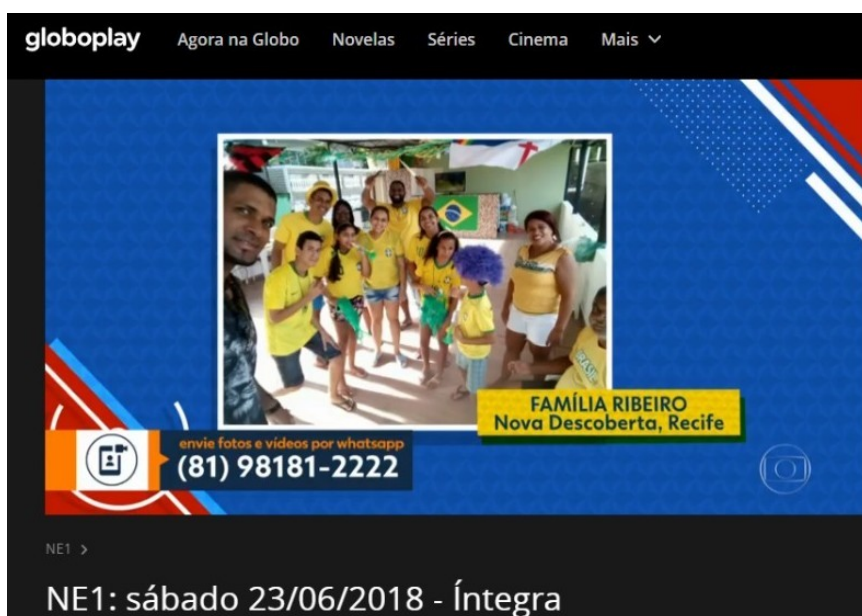 globoplay Agora na Globo Novelas Séries Cinema Mais
FAMÍLIA RIBEIRO
Nova Descoberta, Recife
envie fotos e vídeos por whatsapp
(81) 98181-2222
NE1 >
NE1: sábado 23/06/2018 - Íntegra